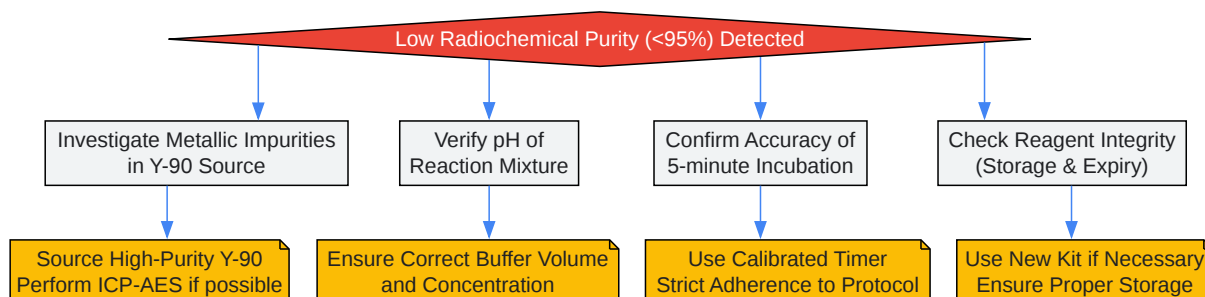 Low Radiochemical Purity (<95%) Detected
Investigate Metallic Impurities
in Y-90 Source
Verify pH of
Reaction Mixture
Confirm Accuracy of
5-minute Incubation
Check Reagent Integrity
(Storage & Expiry)
Source High-Purity Y-90
Perform ICP-AES if possible
Ensure Correct Buffer Volume
and Concentration
Use Calibrated Timer
Strict Adherence to Protocol
Use New Kit if Necessary
Ensure Proper Storage